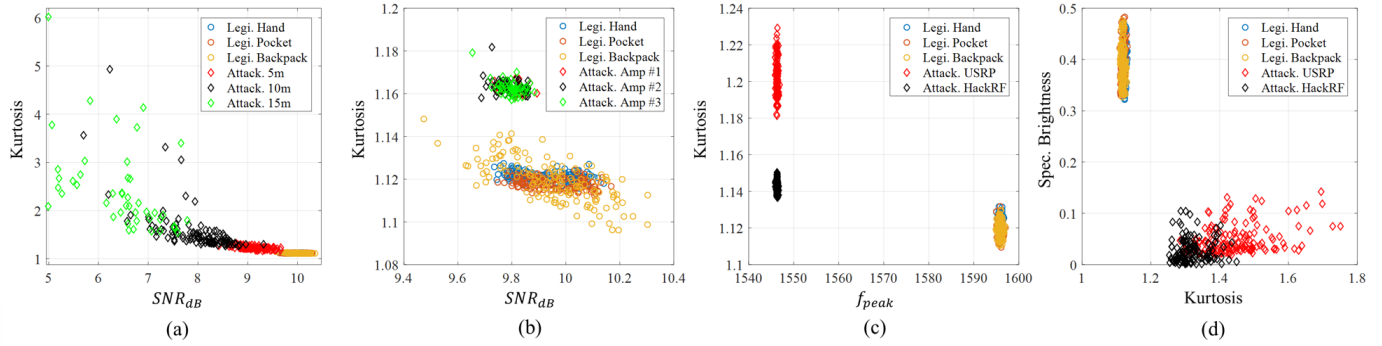 Kurtosis
6
5
4
3
2
1
5
6
7
8
9
10
SNR_dB
Legi. Hand
Legi. Pocket
Legi. Backpack
Attack. 5m
Attack. 10m
Attack. 15m
(a)
Kurtosis
1.2
1.18
1.16
1.14
1.12
1.1
1.08
9.4
9.6
9.8
10
10.2
10.4
SNR_dB
Legi. Hand
Legi. Pocket
Legi. Backpack
Attack. Amp #1
Attack. Amp #2
Attack. Amp #3
(b)
Kurtosis
1.24
1.22
1.2
1.18
1.16
1.14
1.12
1.1
1540
1550
1560
1570
1580
1590
1600
f_peak
Legi. Hand
Legi. Pocket
Legi. Backpack
Attack. USRP
Attack. HackRF
(c)
Spec. Brightness
0.5
0.4
0.3
0.2
0.1
0
1
1.2
1.4
1.6
1.8
Kurtosis
Legi. Hand
Legi. Pocket
Legi. Backpack
Attack. USRP
Attack. HackRF
(d)